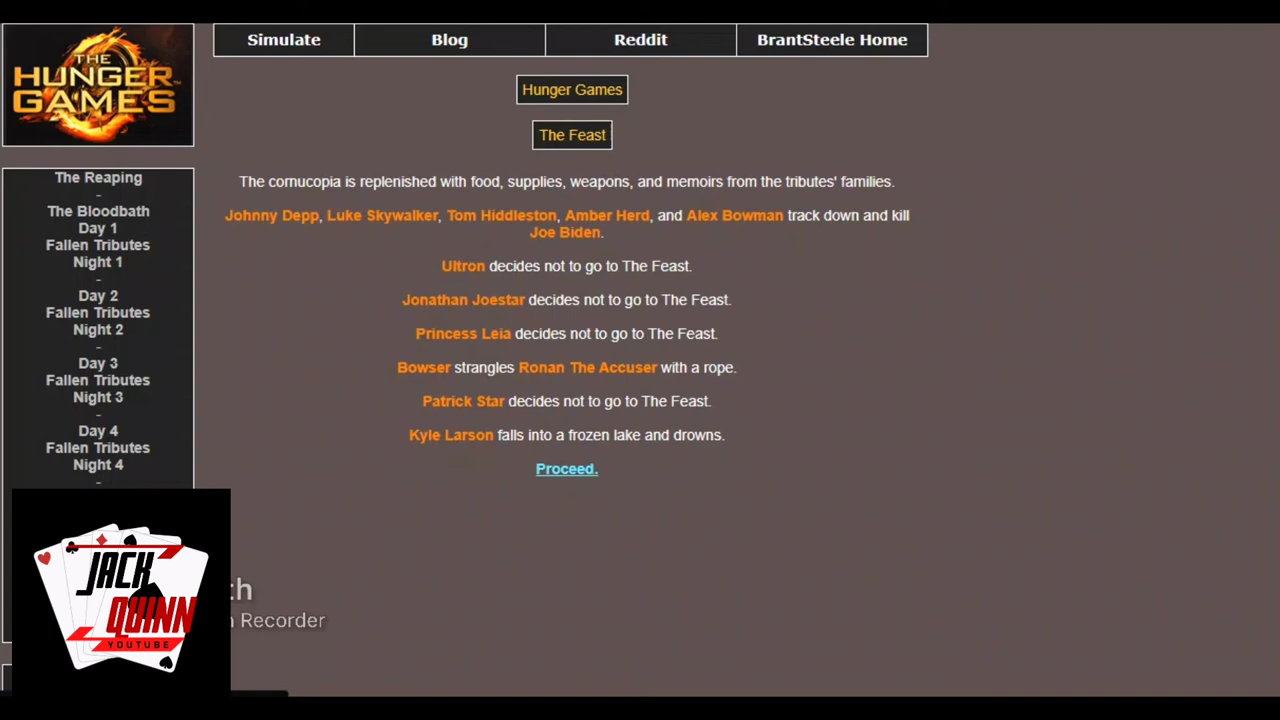 THE
HUNGER
GAMES
Simulate
Blog
Reddit
BrantSteele Home
Hunger Games
The Feast
The cornucopia is replenished with food, supplies, weapons, and memoirs from the tributes' families.
Johnny Depp, Luke Skywalker, Tom Hiddleston, Amber Herd, and Alex Bowman track down and kill
Joe Biden.
Ultron decides not to go to The Feast.
Jonathan Joestar decides not to go to The Feast.
Princess Leia decides not to go to The Feast.
Bowser strangles Ronan The Accuser with a rope.
Patrick Star decides not to go to The Feast.
Kyle Larson falls into a frozen lake and drowns.
Proceed.
The Reaping
-
The Bloodbath
Day 1
Fallen Tributes
Night 1
-
Day 2
Fallen Tributes
Night 2
-
Day 3
Fallen Tributes
Night 3
-
Day 4
Fallen Tributes
Night 4
-
JACK
QUINN
YOUTUBE
th
Recorder